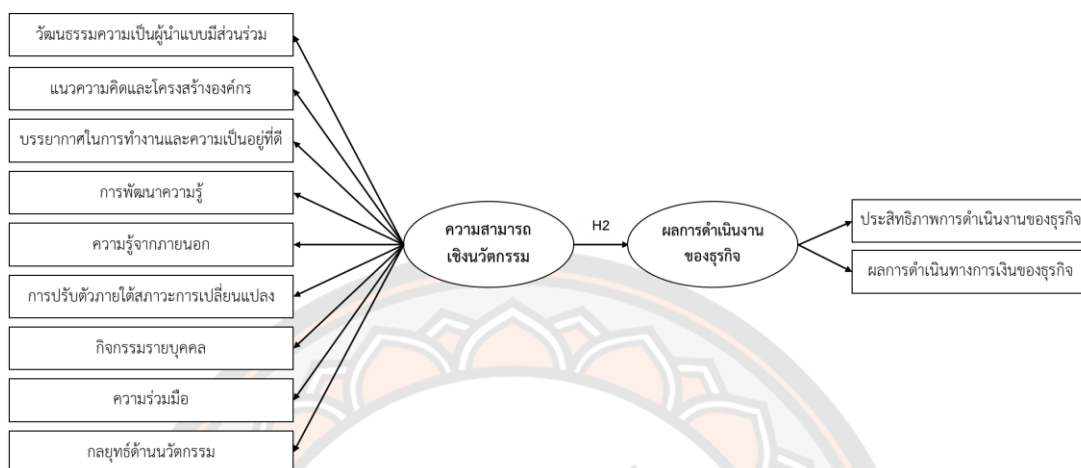 วัฒนธรรมความเป็นผู้นำแบบมีส่วนร่วม
แนวความคิดและโครงสร้างองค์กร
บรรยากาศในการทำงานและความเป็นอยู่ที่ดี
การพัฒนาความรู้
ความรู้จากภายนอก
การปรับตัวภายใต้สภาวะการเปลี่ยนแปลง
กิจกรรมรายบุคคล
ความร่วมมือ
กลยุทธ์ด้านนวัตกรรม
ความสามารถ
เชิงนวัตกรรม
H2
ผลการดำเนินงาน
ของธุรกิจ
ประสิทธิภาพการดำเนินงานของธุรกิจ
ผลการดำเนินทางการเงินของธุรกิจ